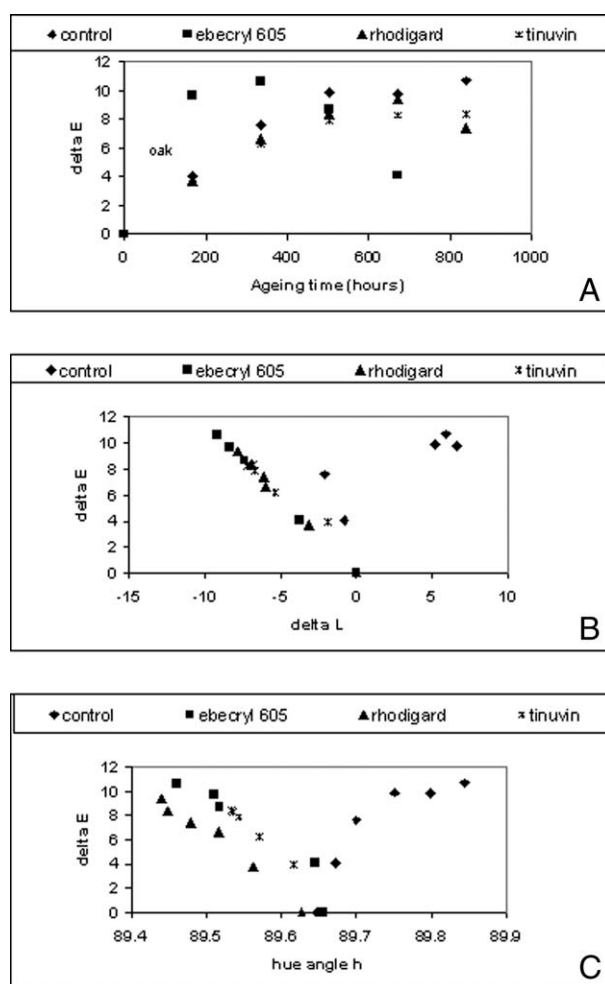 control ebecryl 605 rhodigard tinuvin
12
10
8
6
4
2
0
delta E
oak
0 200 400 600 800 1000
Ageing time (hours)
A
control ebecryl 605 rhodigard tinuvin
12
10
8
6
4
2
0
delta E
-15 -10 -5 0 5 10
delta L
B
control ebecryl 605 rhodigard tinuvin
12
10
8
6
4
2
0
delta E
89.4 89.5 89.6 89.7 89.8 89.9
hue angle h
C